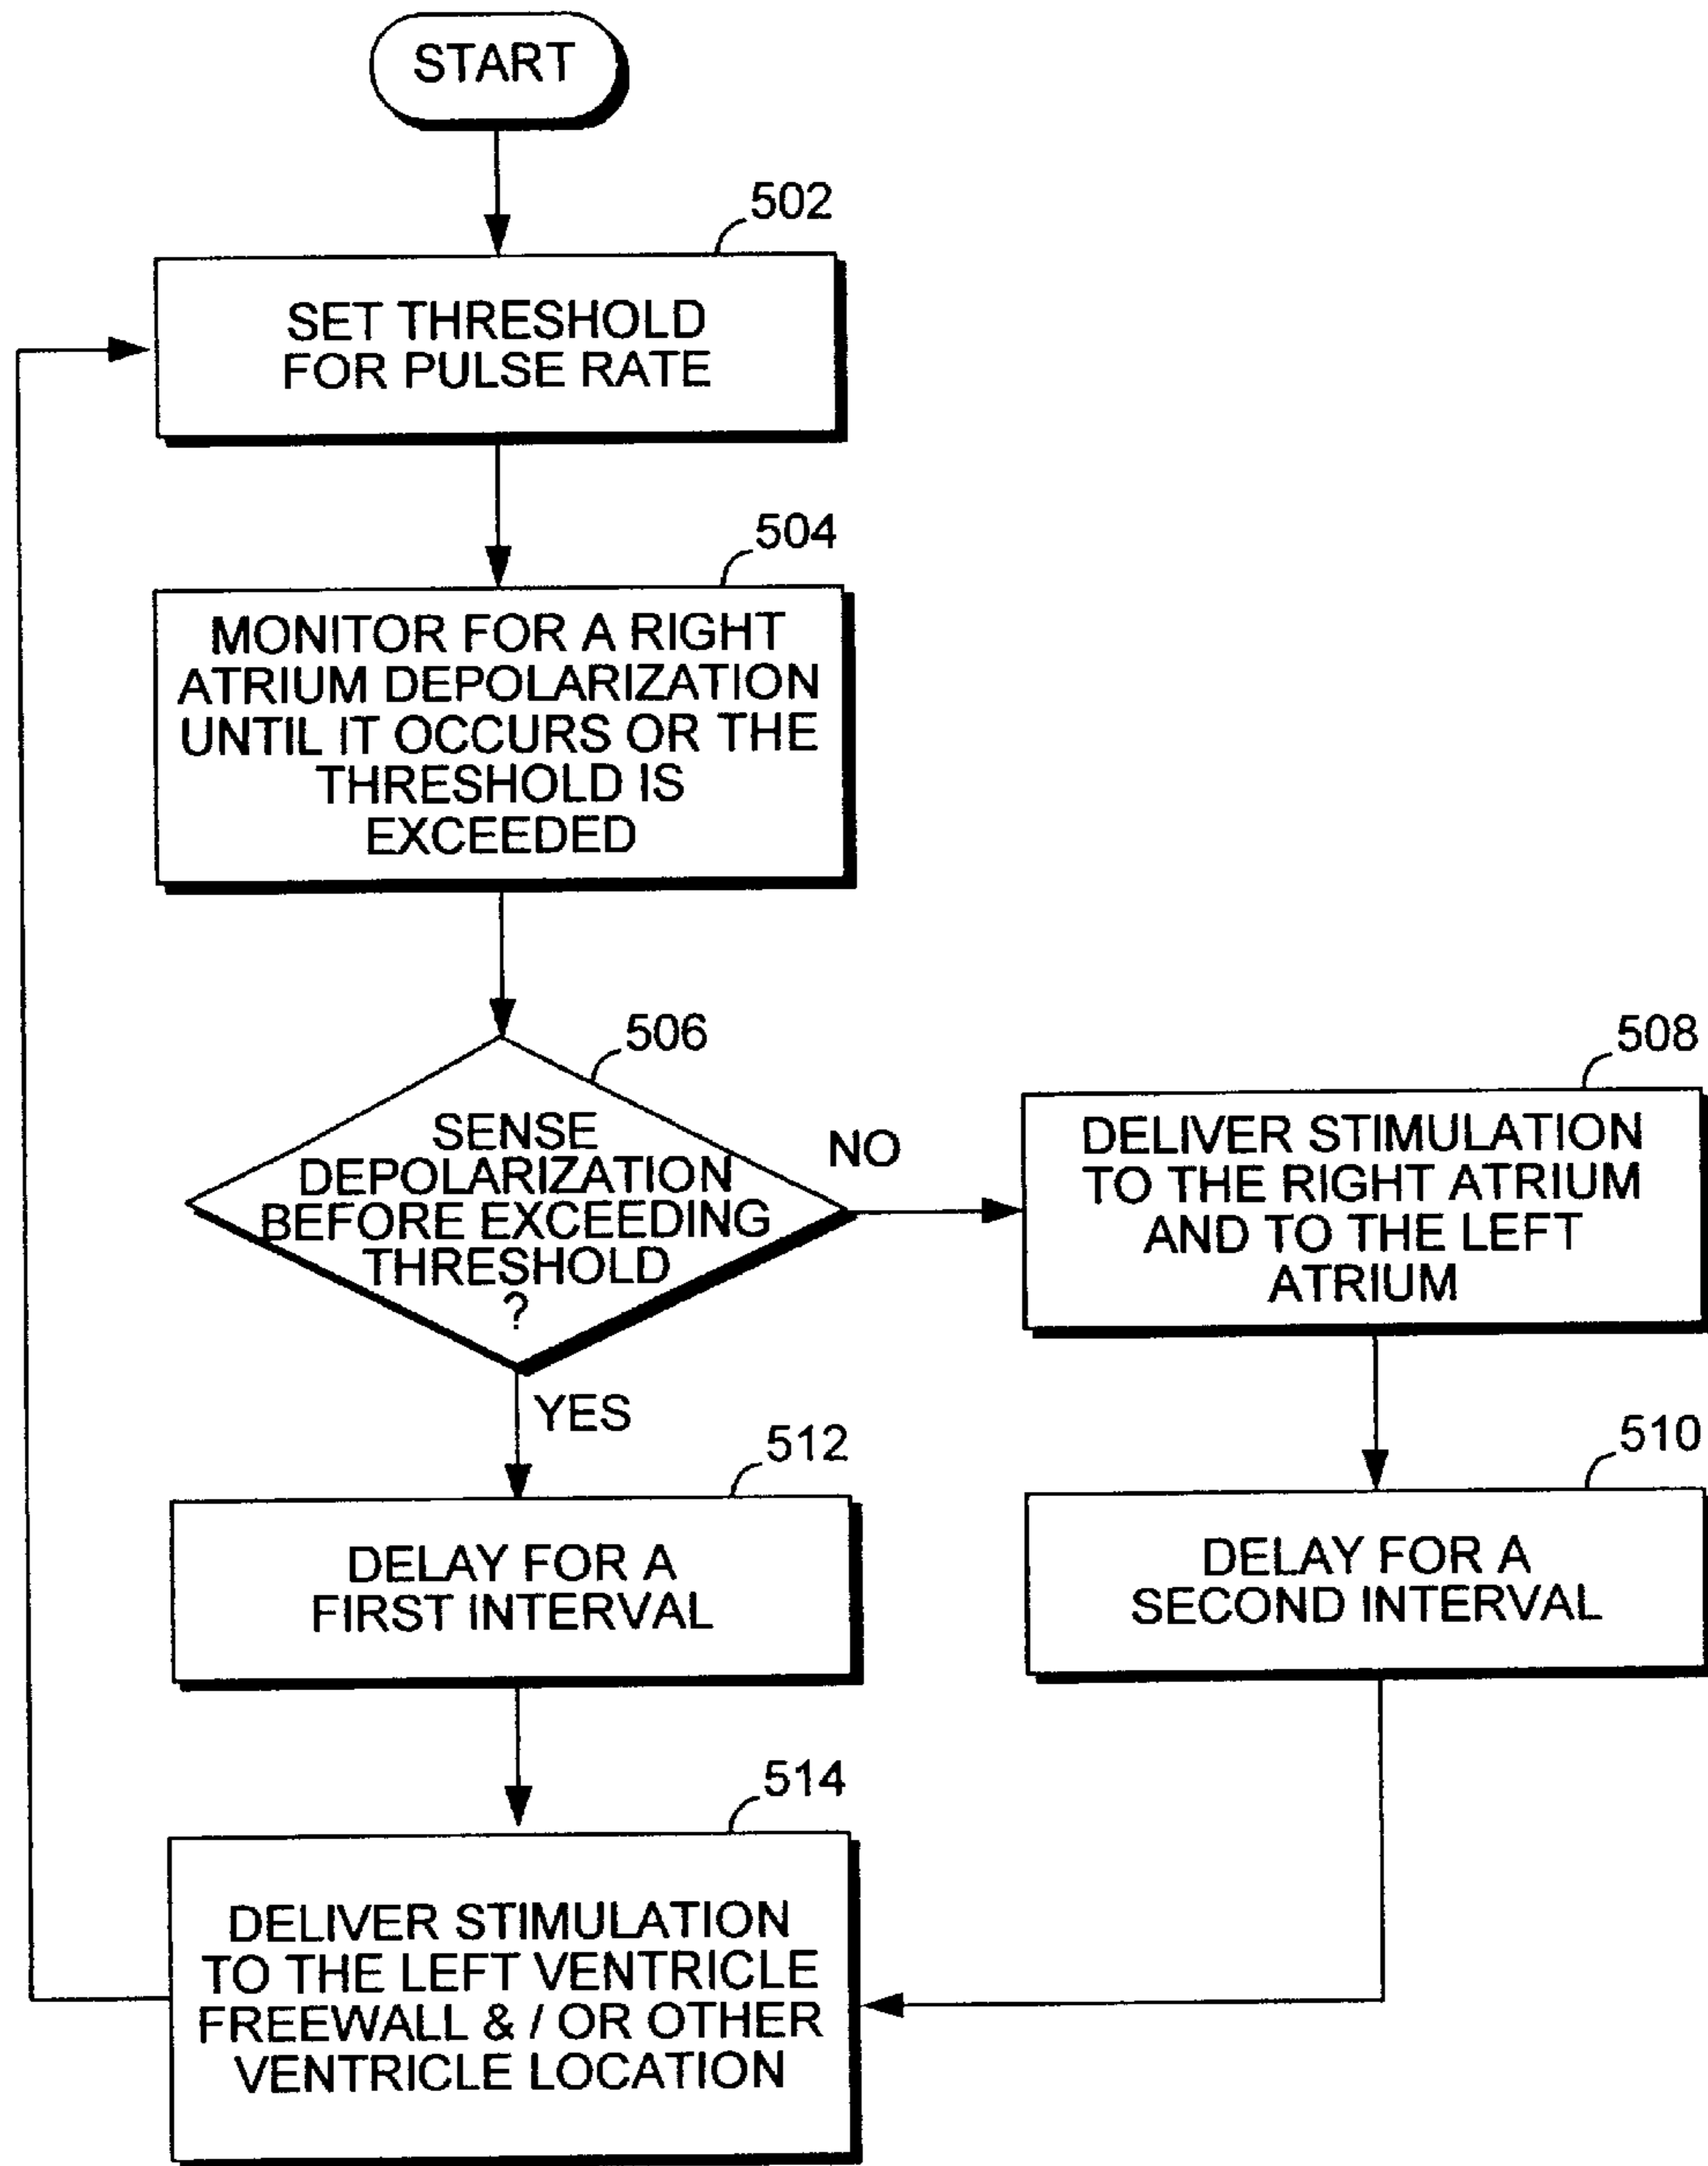 START
502
SET THRESHOLD
FOR PULSE RATE
504
MONITOR FOR A RIGHT
ATRIUM DEPOLARIZATION
UNTIL IT OCCURS OR THE
THRESHOLD IS
EXCEEDED
506
SENSE
DEPOLARIZATION
BEFORE EXCEEDING
THRESHOLD
?
NO
508
DELIVER STIMULATION
TO THE RIGHT ATRIUM
AND TO THE LEFT
ATRIUM
YES
512
DELAY FOR A
FIRST INTERVAL
510
DELAY FOR A
SECOND INTERVAL
514
DELIVER STIMULATION
TO THE LEFT VENTRICLE
FREEWALL & / OR OTHER
VENTRICLE LOCATION